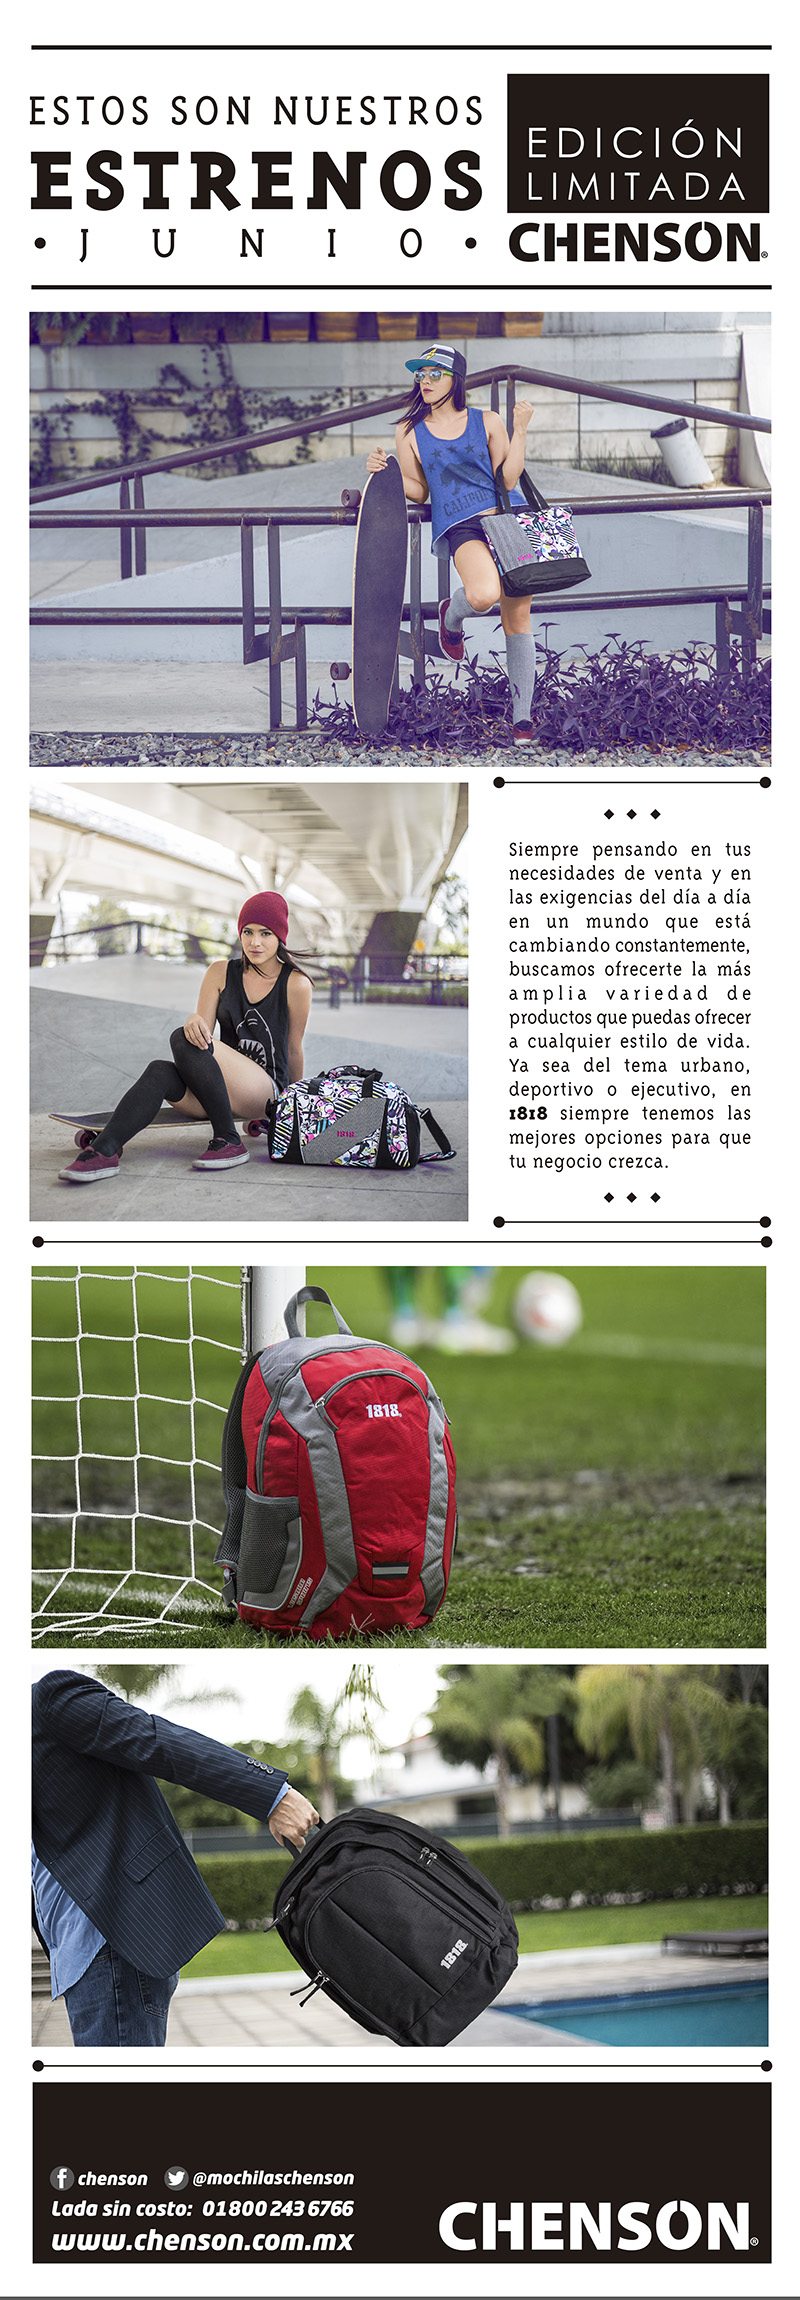 ESTOS SON NUESTROS
ESTRENOS
• JUNIO •
EDICIÓN
LIMITADA
CHENSON®
CALIFOR
1818
Siempre pensando en tus
necesidades de venta y en
las exigencias del día a día
en un mundo que está
cambiando constantemente,
buscamos ofrecerte la más
amplia variedad de
productos que puedas ofrecer
a cualquier estilo de vida.
Ya sea del tema urbano,
deportivo o ejecutivo, en
1818 siempre tenemos las
mejores opciones para que
tu negocio crezca.
1818
1818
chenson @mochilaschenson
Lada sin costo: 01 800 243 6766
www.chenson.com.mx
CHENSON®